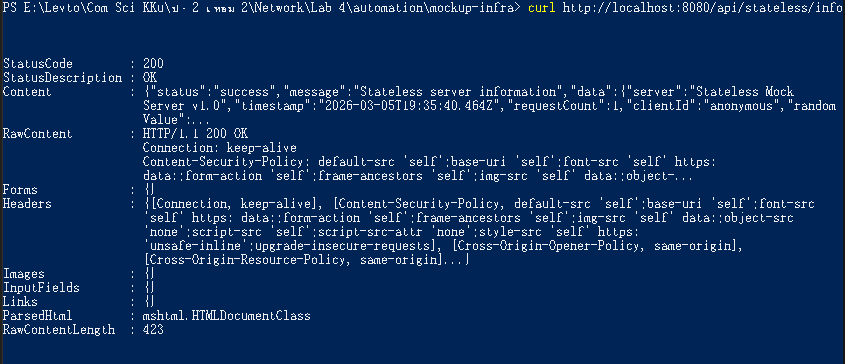 PS E:\Levto\Com Sci KKu\ป. 2 เทอม 2\Network\Lab 4\automation\mockup-infra> curl http://localhost:8080/api/stateless/info
StatusCode : 200
StatusDescription : OK
Content : {"status":"success","message":"Stateless server information","data":{"server":"Stateless Mock
Server v1.0","timestamp":"2026-03-05T19:35:40.464Z","requestCount":1,"clientId":"anonymous","random
Value":...
RawContent : HTTP/1.1 200 OK
Connection: keep-alive
Content-Security-Policy: default-src 'self';base-uri 'self';font-src 'self' https:
data:;form-action 'self';frame-ancestors 'self';img-src 'self' data:;object-...
Forms : {}
Headers : {[Connection, keep-alive], [Content-Security-Policy, default-src 'self';base-uri 'self';font-src
'self' https: data:;form-action 'self';frame-ancestors 'self';img-src 'self' data:;object-src
'none';script-src 'self';script-src-attr 'none';style-src 'self' https:
'unsafe-inline';upgrade-insecure-requests], [Cross-Origin-Opener-Policy, same-origin],
[Cross-Origin-Resource-Policy, same-origin]...}
Images : {}
InputFields : {}
Links : {}
ParsedHtml : mshtml.HTMLDocumentClass
RawContentLength : 423